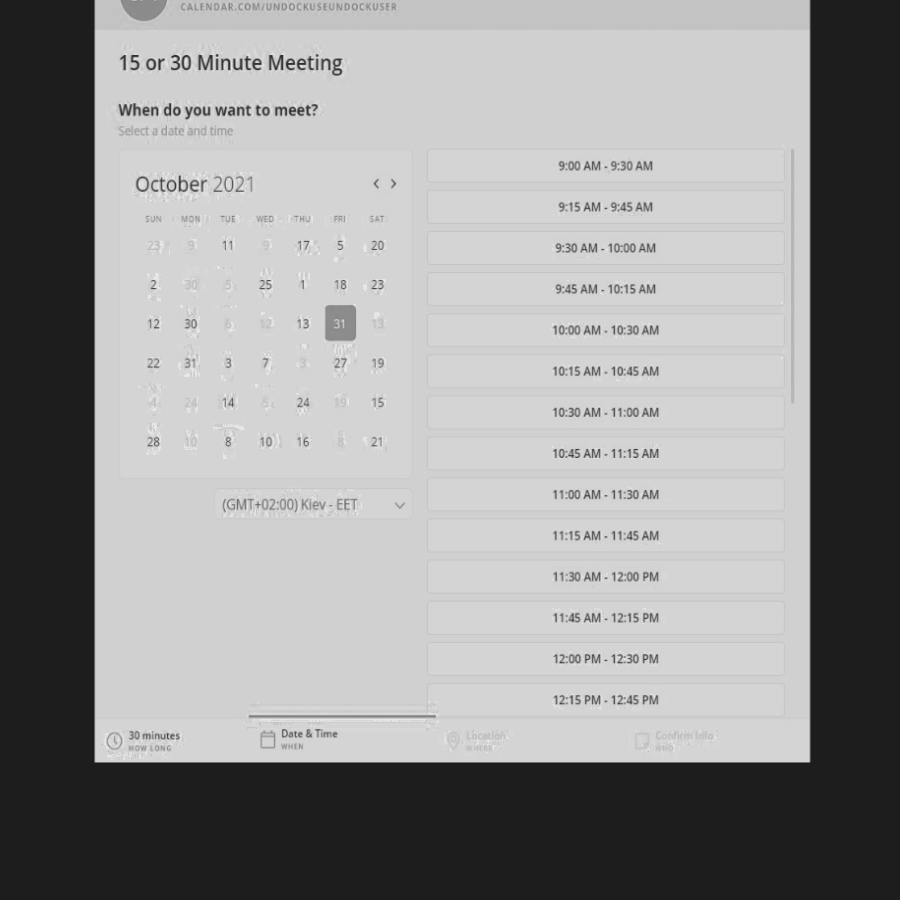 CALENDAR.COM/UNDOCKUSEUNDOCKUSER
15 or 30 Minute Meeting
When do you want to meet?
Select a date and time
October 2021
SUN MON TUE WED THU FRI SAT
23 9 11 9 17 5 20
2 30 5 25 1 18 23
12 30 6 12 13 31 13
22 31 3 7 3 27 19
4 24 14 5 24 19 15
28 10 8 10 16 8 21
(GMT+02:00) Kiev - EET
9:00 AM - 9:30 AM
9:15 AM - 9:45 AM
9:30 AM - 10:00 AM
9:45 AM - 10:15 AM
10:00 AM - 10:30 AM
10:15 AM - 10:45 AM
10:30 AM - 11:00 AM
10:45 AM - 11:15 AM
11:00 AM - 11:30 AM
11:15 AM - 11:45 AM
11:30 AM - 12:00 PM
11:45 AM - 12:15 PM
12:00 PM - 12:30 PM
12:15 PM - 12:45 PM
30 minutes
HOW LONG
Date & Time
WHEN
Location
WHERE
Confirm Info
WHO